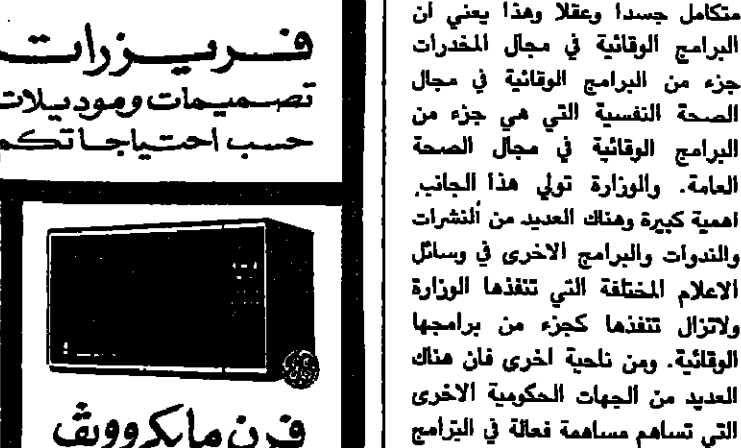 متكامل جسدا وعقلا وهذا يعني ان
البرامج الوقائية في مجال المخدرات
جزء من البرامج الوقائية في مجال
الصحة النفسية التي هي جزء من
البرامج الوقائية في مجال الصحة
العامة. والوزارة تولي هذا الجانب
اهمية كبيرة وهناك العديد من النشرات
والندوات والبرامج الاخرى في وسائل
الاعلام المختلفة التي تنفذها الوزارة
ولاتزال تنفذها كجزء من برامجها
الوقائية. ومن ناحية اخرى فان هناك
العديد من الجهات الحكومية الاخرى
التي تساهم مساهمة فعالة في البرامج
فريزرات
تصميمات وموديلات
حسب احتياجاتكم
فرن مايكروويف